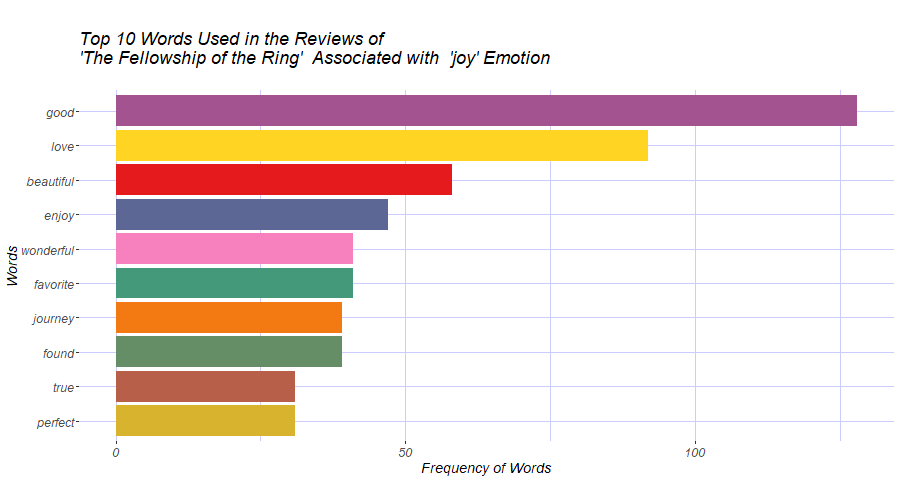 Top 10 Words Used in the Reviews of
'The Fellowship of the Ring'  Associated with  'joy' Emotion
good
love
beautiful
enjoy
wonderful
favorite
journey
found
true
perfect
Words
0 50 100
Frequency of Words